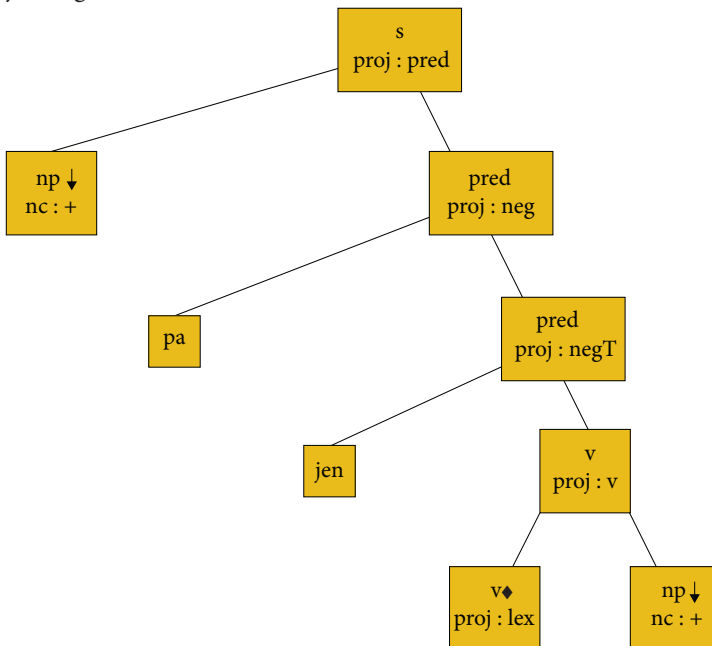 s
proj : pred
np↓
nc : +
pred
proj : neg
pa
pred
proj : negT
jen
v
proj : v
v♦
proj : lex
np↓
nc : +